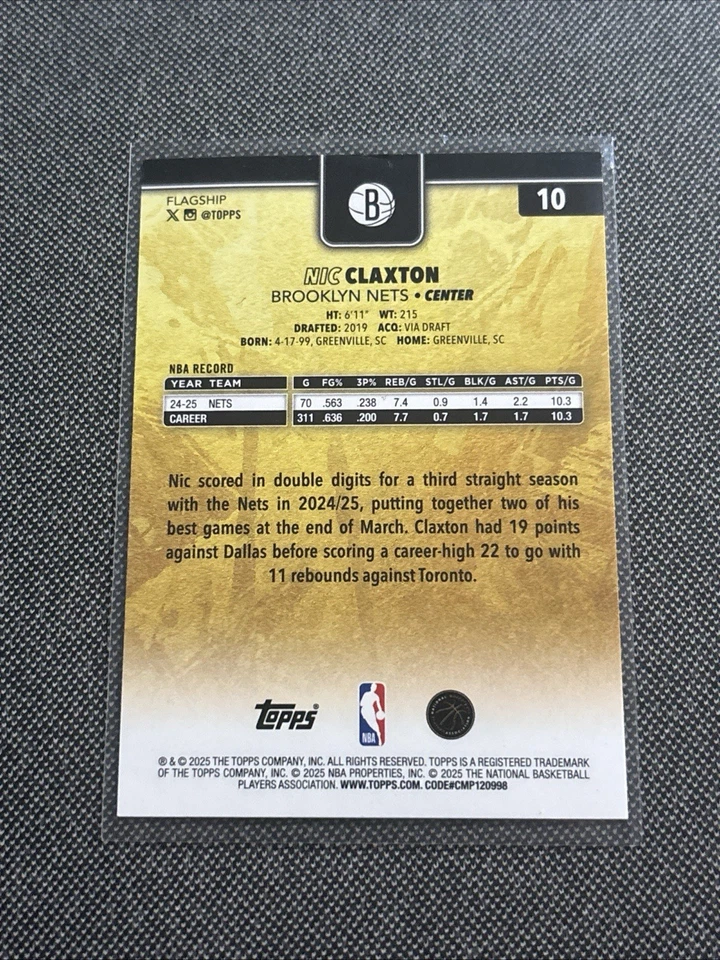 B
FLAGSHIP
10
X @TOPPS
NIC CLAXTON
BROOKLYN NETS • CENTER
HT: 6'11" WT: 215
DRAFTED: 2019 ACQ: VIA DRAFT
BORN: 4-17-99, GREENVILLE, SC HOME: GREENVILLE, SC
NBA RECORD
YEAR TEAM G FG% 3P% REB/G STL/G BLK/G AST/G PTS/G
24-25 NETS 70 .563 .238 7.4 0.9 1.4 2.2 10.3
CAREER 311 .636 .200 7.7 0.7 1.7 1.7 10.3
Nic scored in double digits for a third straight season
with the Nets in 2024/25, putting together two of his
best games at the end of March. Claxton had 19 points
against Dallas before scoring a career-high 22 to go with
11 rebounds against Toronto.
Topps®
NBA
® & © 2025 THE TOPPS COMPANY, INC. ALL RIGHTS RESERVED. TOPPS IS A REGISTERED TRADEMARK
OF THE TOPPS COMPANY, INC. © 2025 NBA PROPERTIES, INC. © 2025 THE NATIONAL BASKETBALL
PLAYERS ASSOCIATION. WWW.TOPPS.COM. CODE#CMP120998